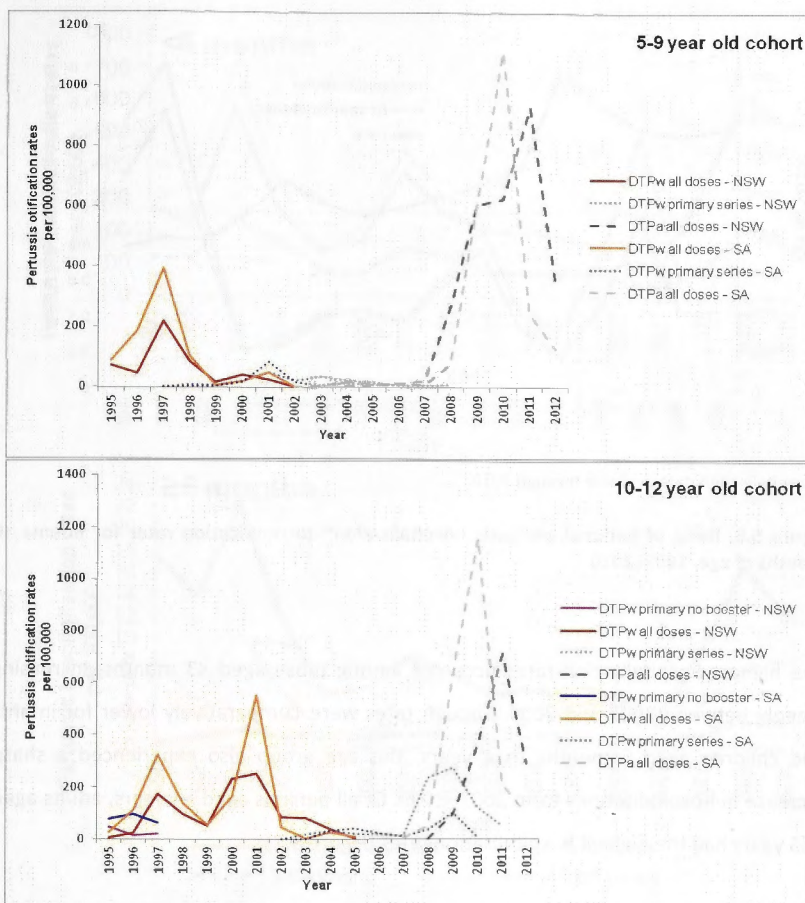 5-9 year old cohort
Pertussis otification rates
per 100,000
1200
1000
800
600
400
200
0
1995
1996
1997
1998
1999
2000
2001
2002
2003
2004
2005
2006
2007
2008
2009
2010
2011
2012
Year
DTPw all doses - NSW
DTPw primary series - NSW
DTPa all doses - NSW
DTPw all doses - SA
DTPw primary series - SA
DTPa all doses - SA
10-12 year old cohort
Pertussis notification rates
per 100,000
1400
1200
1000
800
600
400
200
0
1995
1996
1997
1998
1999
2000
2001
2002
2003
2004
2005
2006
2007
2008
2009
2010
2011
2012
Year
DTPw primary no booster - NSW
DTPw all doses - NSW
DTPw primary series - NSW
DTPa all doses - NSW
DTPw primary no booster - SA
DTPw all doses - SA
DTPw primary series - SA
DTPa all doses - SA